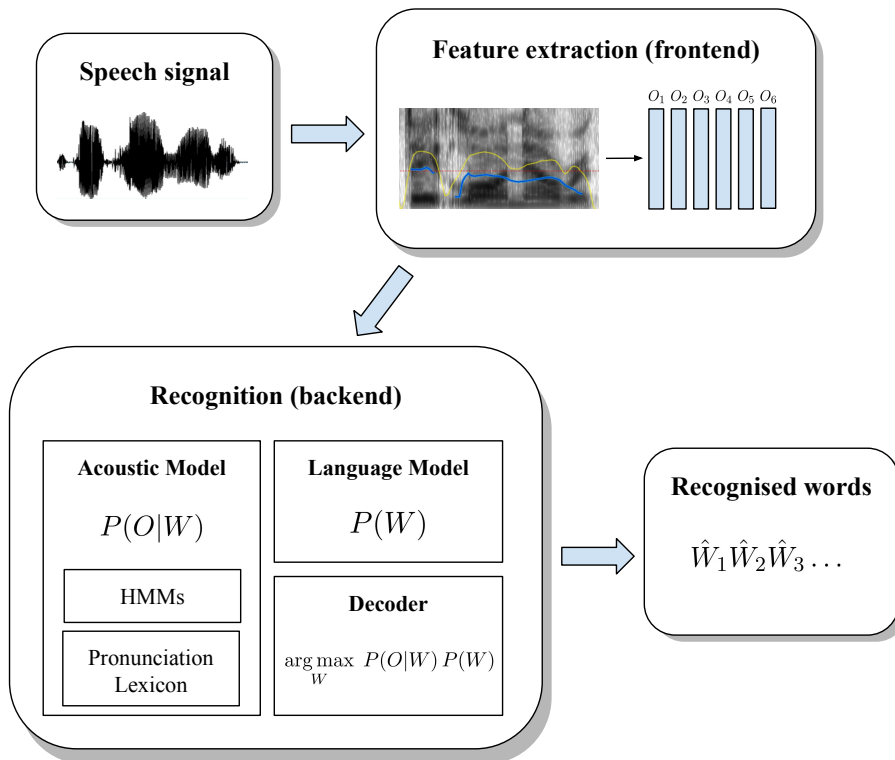 Speech signal
Feature extraction (frontend)
O₁ O₂ O₃ O₄ O₅ O₆
Recognition (backend)
Acoustic Model
P(O|W)
HMMs
Pronunciation
Lexicon
Language Model
P(W)
Decoder
arg max P(O|W) P(W)
W
Recognised words
Ŵ₁Ŵ₂Ŵ₃ …